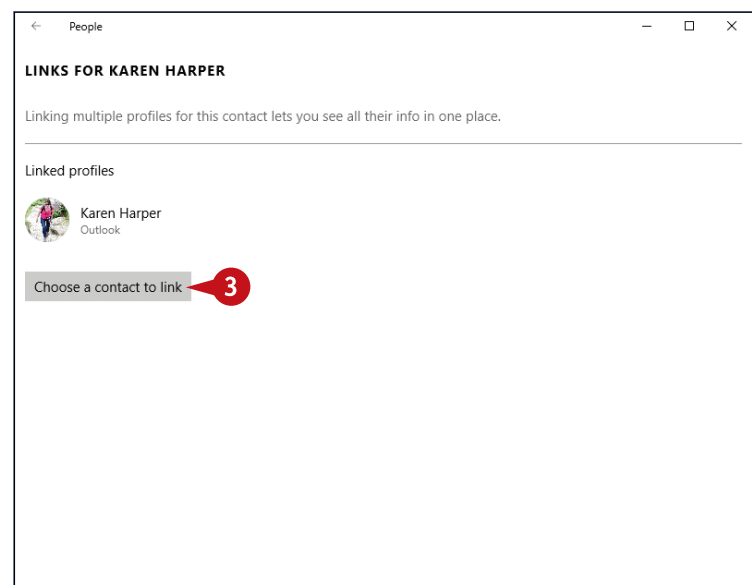 People
LINKS FOR KAREN HARPER
Linking multiple profiles for this contact lets you see all their info in one place.
Linked profiles
Karen Harper
Outlook
Choose a contact to link
3